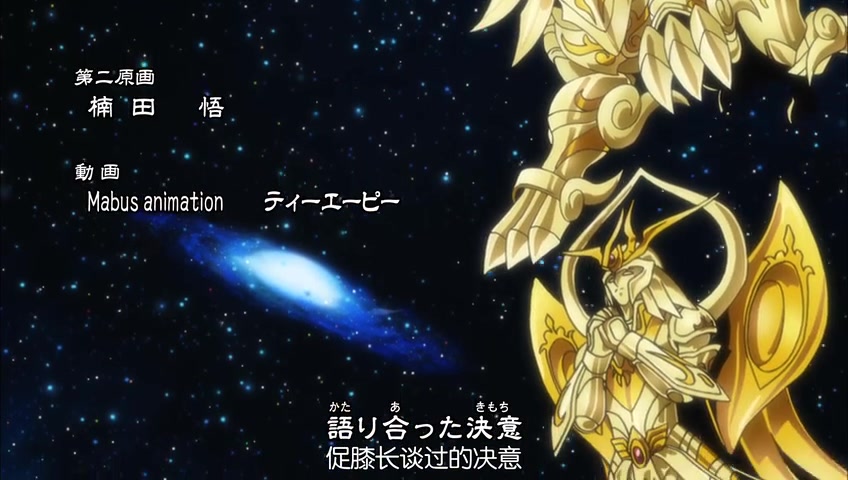 第二原画
楠田 悟
動画
Mabus animation ティーエーピー
かた あ きもち
語り合った決意
促膝长谈过的决意